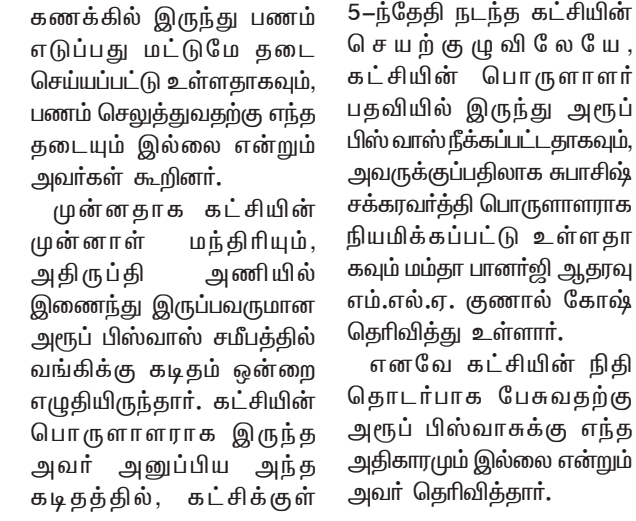 கணக்கில் இருந்து பணம்
எடுப்பது மட்டுமே தடை
செய்யப்பட்டு உள்ளதாகவும்,
பணம் செலுத்துவதற்கு எந்த
தடையும் இல்லை என்றும்
அவர்கள் கூறினர்.
முன்னதாக கட்சியின்
முன்னாள் மந்திரியும்,
அதிருப்தி அணியில்
இணைந்து இருப்பவருமான
அரூப் பிஸ்வாஸ் சமீபத்தில்
வங்கிக்கு கடிதம் ஒன்றை
எழுதியிருந்தார். கட்சியின்
பொருளாளராக இருந்த
அவர் அனுப்பிய அந்த
கடிதத்தில், கட்சிக்குள்
5-ந்தேதி நடந்த கட்சியின்
செயற்குழுவிலேயே,
கட்சியின் பொருளாளர்
பதவியில் இருந்து அரூப்
பிஸ்வாஸ் நீக்கப்பட்டதாகவும்,
அவருக்குப்பதிலாக சுபாசிஷ்
சக்கரவர்த்தி பொருளாளராக
நியமிக்கப்பட்டு உள்ளதா
கவும் மம்தா பானர்ஜி ஆதரவு
எம்.எல்.ஏ. குணால் கோஷ்
தெரிவித்து உள்ளார்.
எனவே கட்சியின் நிதி
தொடர்பாக பேசுவதற்கு
அரூப் பிஸ்வாசுக்கு எந்த
அதிகாரமும் இல்லை என்றும்
அவர் தெரிவித்தார்.